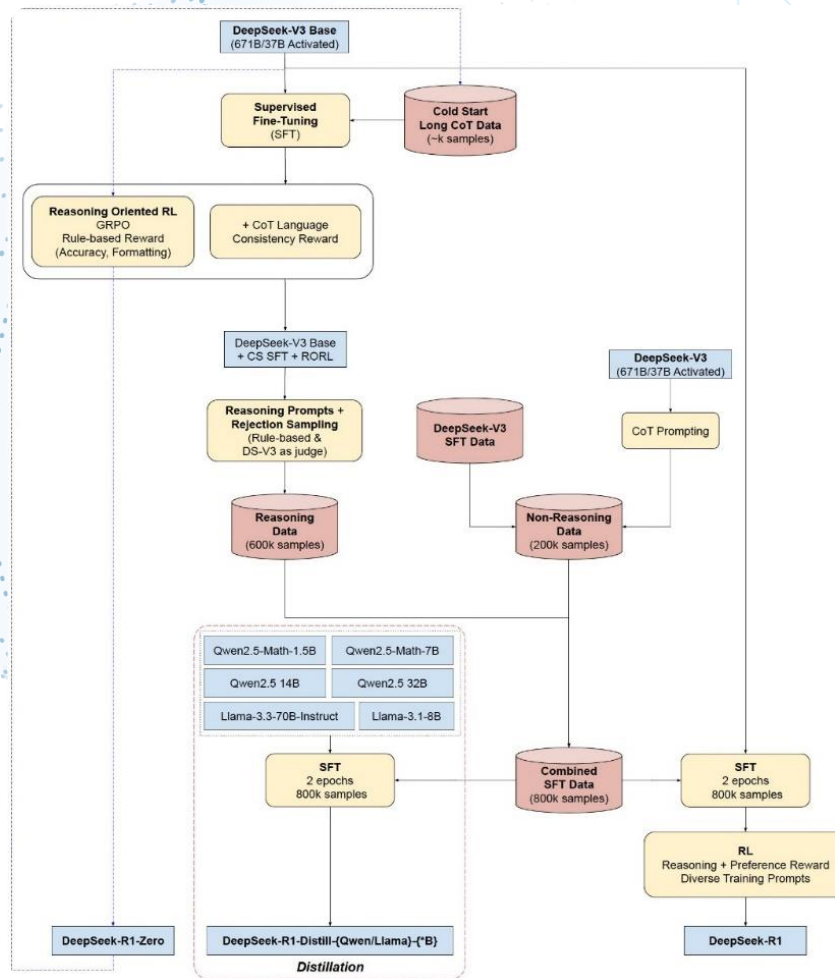 DeepSeek-V3 Base
(671B/37B Activated)
Supervised
Fine-Tuning
(SFT)
Cold Start
Long CoT Data
(~k samples)
Reasoning Oriented RL
GRPO
Rule-based Reward
(Accuracy, Formatting)
+ CoT Language
Consistency Reward
DeepSeek-V3 Base
+ CS SFT + RORL
DeepSeek-V3
(671B/37B Activated)
Reasoning Prompts +
Rejection Sampling
(Rule-based &
DS-V3 as judge)
DeepSeek-V3
SFT Data
CoT Prompting
Reasoning
Data
(600k samples)
Non-Reasoning
Data
(200k samples)
Qwen2.5-Math-1.5B
Qwen2.5-Math-7B
Qwen2.5 14B
Qwen2.5 32B
Llama-3.3-70B-Instruct
Llama-3.1-8B
SFT
2 epochs
800k samples
Combined
SFT Data
(800k samples)
SFT
2 epochs
800k samples
RL
Reasoning + Preference Reward
Diverse Training Prompts
DeepSeek-R1-Zero
DeepSeek-R1-Distill-{Qwen/Llama}-{*B}
DeepSeek-R1
Distillation